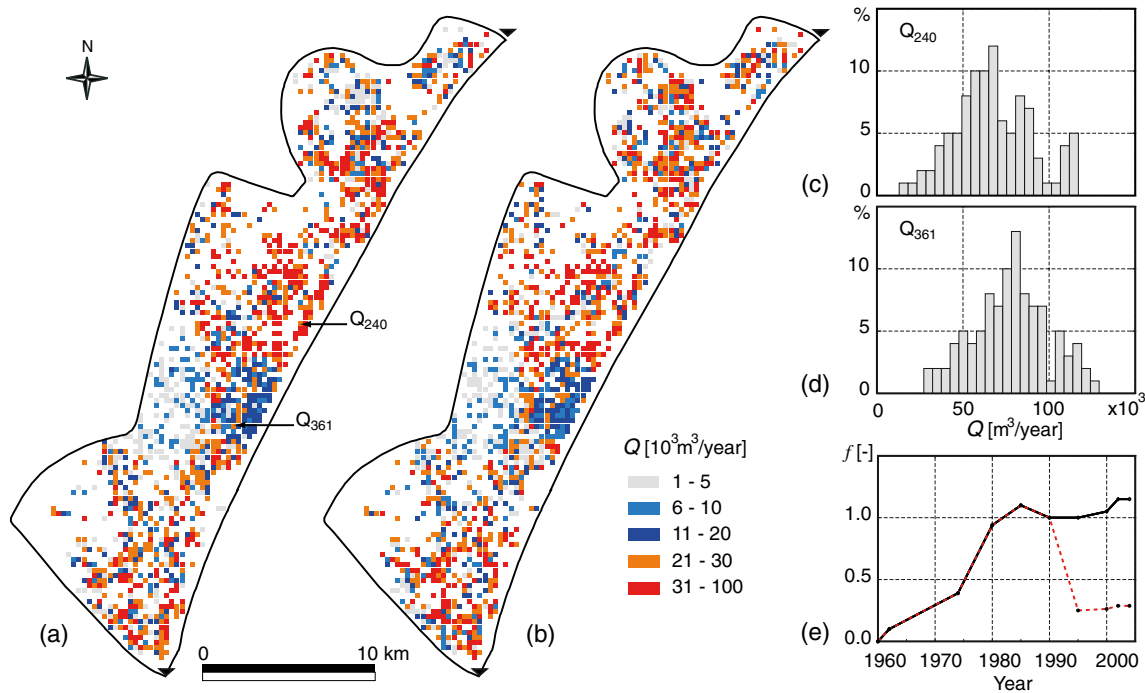 N
Q240
Q361
(a)
0 10 km
(b)
Q [10³m³/year]
1 - 5
6 - 10
11 - 20
21 - 30
31 - 100
%
Q240
10
5
0
(c)
%
Q361
10
5
0
(d)
0 50 100 x10³
Q [m³/year]
f [-]
1.0
0.5
0.0
(e)
1960 1970 1980 1990 2000
Year